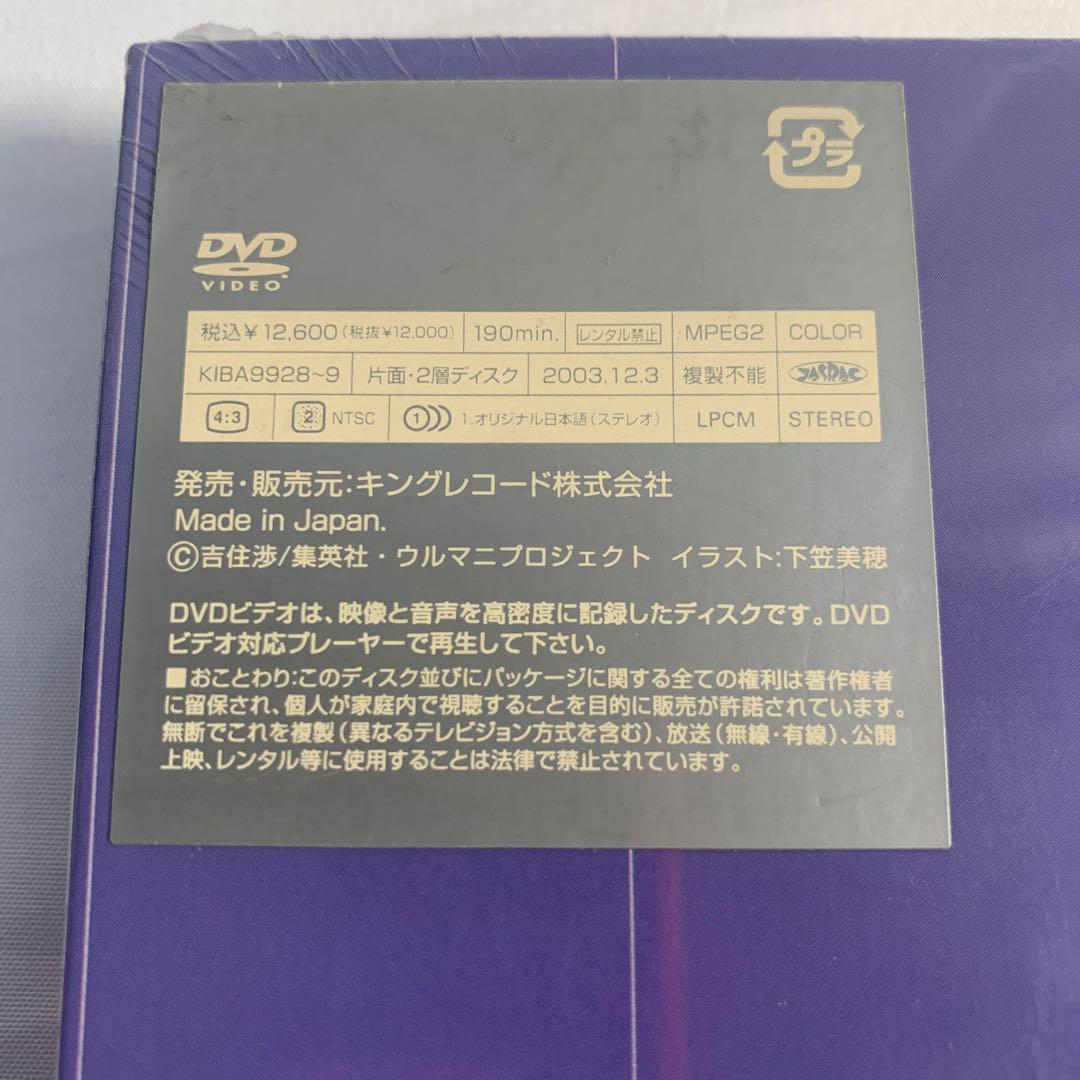 プラ
DVD
VIDEO
税込¥12,600(税抜¥12,000) 190min. レンタル禁止 MPEG2 COLOR
KIBA9928~9 片面・2層ディスク 2003.12.3 複製不能 JASRAC
4:3 2 NTSC 1 1.オリジナル日本語(ステレオ) LPCM STEREO
発売・販売元:キングレコード株式会社
Made in Japan.
©吉住渉/集英社・ウルマニプロジェクト イラスト:下笠美穂
DVDビデオは、映像と音声を高密度に記録したディスクです。DVD
ビデオ対応プレーヤーで再生して下さい。
■おことわり:このディスク並びにパッケージに関する全ての権利は著作権者
に留保され、個人が家庭内で視聴することを目的に販売が許諾されています。
無断でこれを複製(異なるテレビジョン方式を含む)、放送(無線・有線)、公開
上映、レンタル等に使用することは法律で禁止されています。